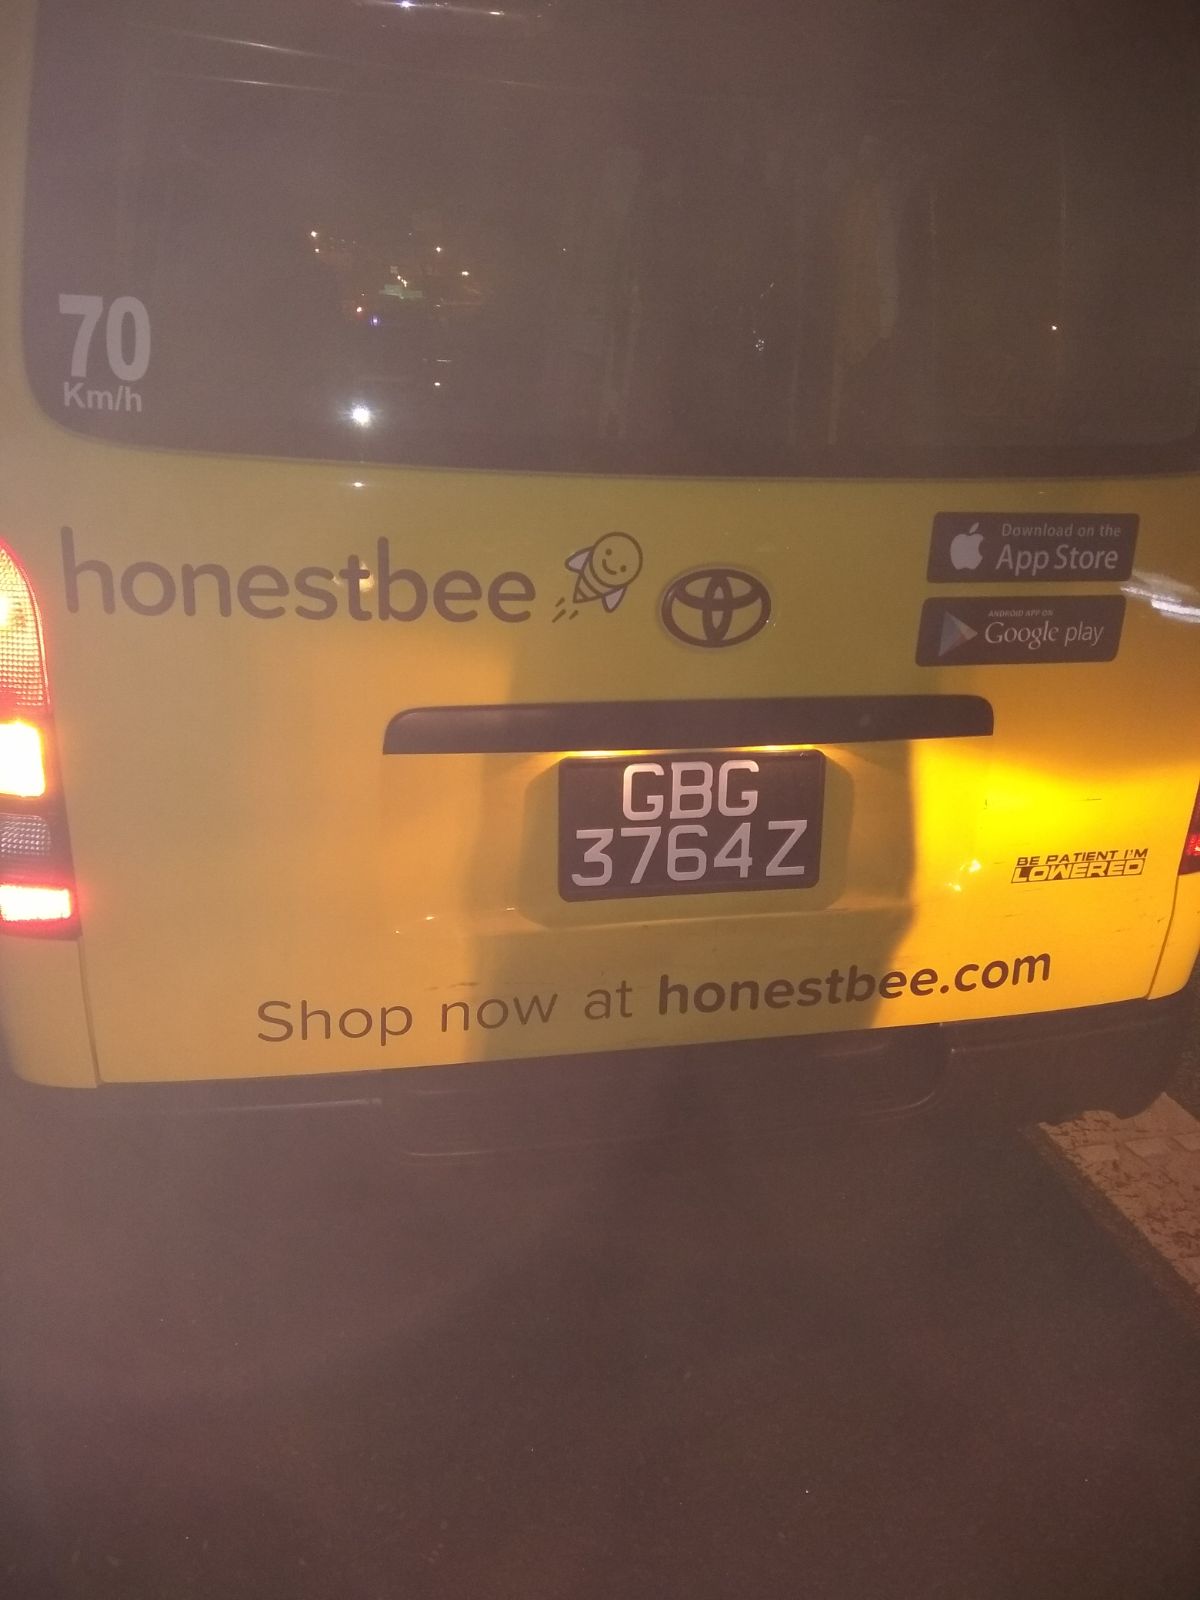 70
Km/h
honestbee
Download on the
App Store
ANDROID APP ON
Google play
GBG
3764Z
BE PATIENT I'M
LOWERED
Shop now at honestbee.com